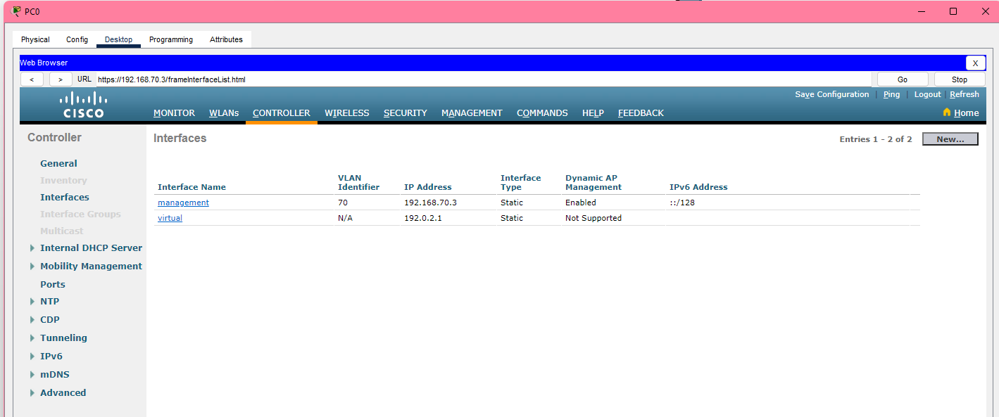 PC0
Physical Config Desktop Programming Attributes
Web Browser X
< > URL https://192.168.70.3/frameInterfaceList.html Go Stop
Save Configuration | Ping | Logout | Refresh
CISCO MONITOR WLANs CONTROLLER WIRELESS SECURITY MANAGEMENT COMMANDS HELP FEEDBACK Home
Controller
General
Inventory
Interfaces
Interface Groups
Multicast
Internal DHCP Server
Mobility Management
Ports
NTP
CDP
Tunneling
IPv6
mDNS
Advanced
Interfaces Entries 1 - 2 of 2 New...
Interface Name VLAN Identifier IP Address Interface Type Dynamic AP Management IPv6 Address
management 70 192.168.70.3 Static Enabled ::/128
virtual N/A 192.0.2.1 Static Not Supported